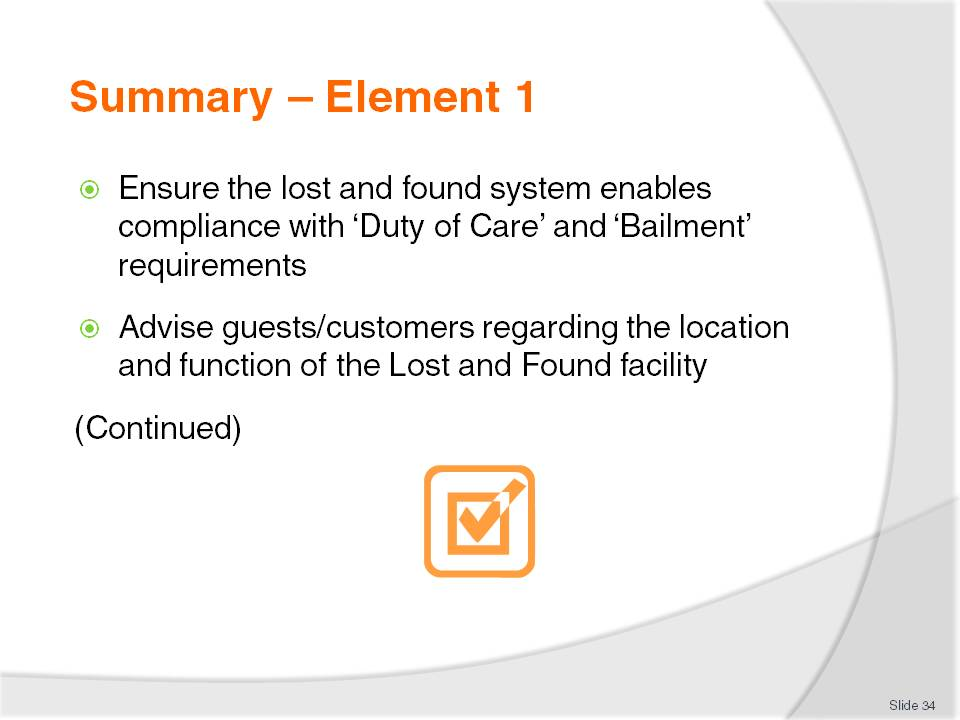 Summary – Element 1
Ensure the lost and found system enables
compliance with ‘Duty of Care’ and ‘Bailment’
requirements
Advise guests/customers regarding the location
and function of the Lost and Found facility
(Continued)
Slide 34